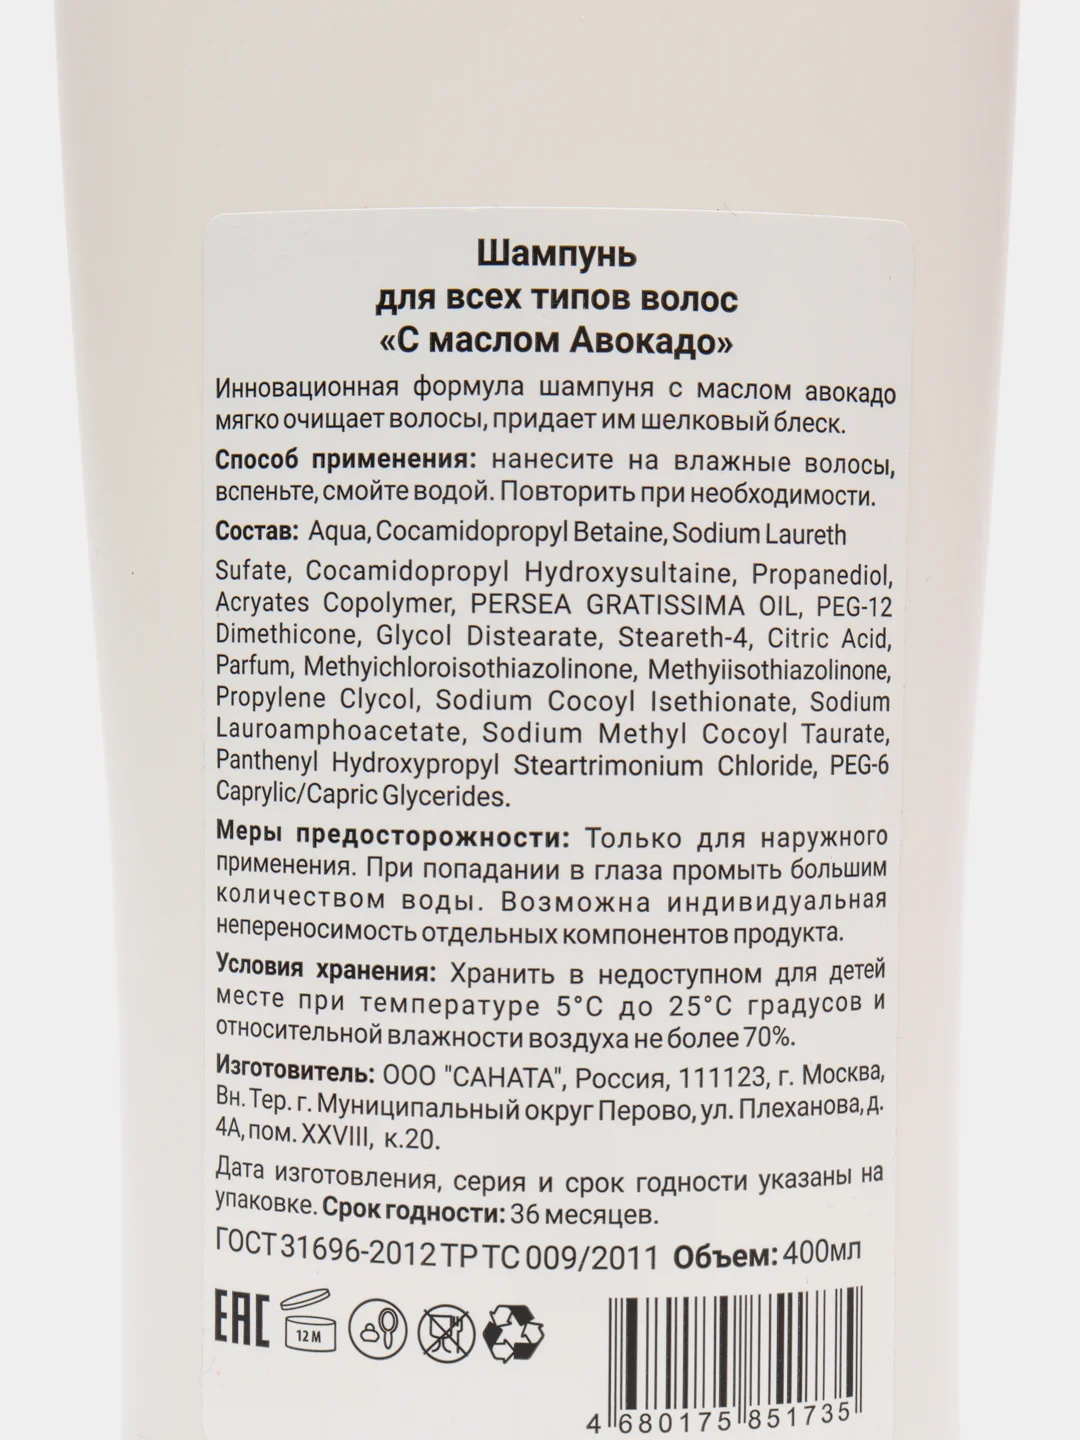 Шампунь
для всех типов волос
«С маслом Авокадо»
Инновационная формула шампуня с маслом авокадо
мягко очищает волосы, придает им шелковый блеск.
Способ применения: нанесите на влажные волосы,
вспеньте, смойте водой. Повторить при необходимости.
Состав: Aqua, Cocamidopropyl Betaine, Sodium Laureth
Sufate, Cocamidopropyl Hydroxysultaine, Propanediol,
Acryates Copolymer, PERSEA GRATISSIMA OIL, PEG-12
Dimethicone, Glycol Distearate, Steareth-4, Citric Acid,
Parfum, Methyichloroisothiazolinone, Methyiisothiazolinone,
Propylene Clycol, Sodium Cocoyl Isethionate, Sodium
Lauroamphoacetate, Sodium Methyl Cocoyl Taurate,
Panthenyl Hydroxypropyl Steartrimonium Chloride, PEG-6
Caprylic/Capric Glycerides.
Меры предосторожности: Только для наружного
применения. При попадании в глаза промыть большим
количеством воды. Возможна индивидуальная
непереносимость отдельных компонентов продукта.
Условия хранения: Хранить в недоступном для детей
месте при температуре 5°С до 25°С градусов и
относительной влажности воздуха не более 70%.
Изготовитель: ООО "САНАТА", Россия, 111123, г. Москва,
Вн. Тер. г. Муниципальный округ Перово, ул. Плеханова, д.
4А, пом. XXVIII, к.20.
Дата изготовления, серия и срок годности указаны на
упаковке. Срок годности: 36 месяцев.
ГОСТ 31696-2012 ТР ТС 009/2011 Объем: 400мл
EAC 12 M
4 680175 851735